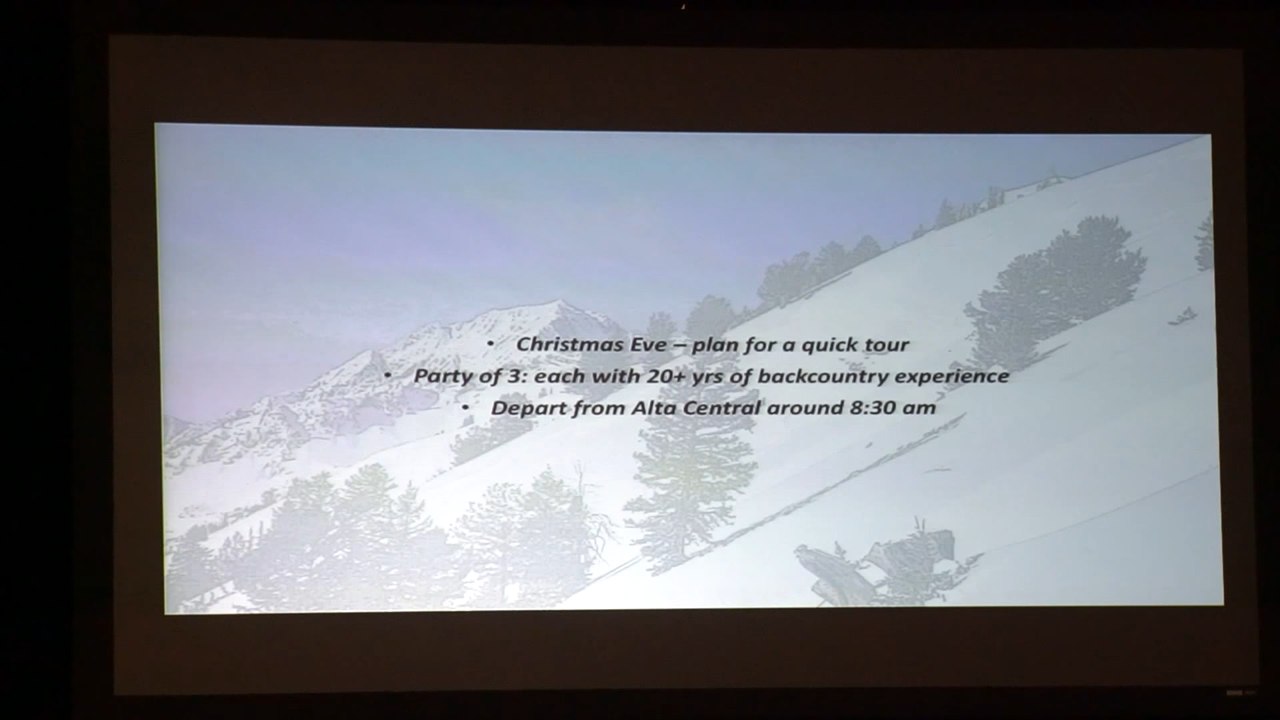 • Christmas Eve – plan for a quick tour
• Party of 3: each with 20+ yrs of backcountry experience
• Depart from Alta Central around 8:30 am